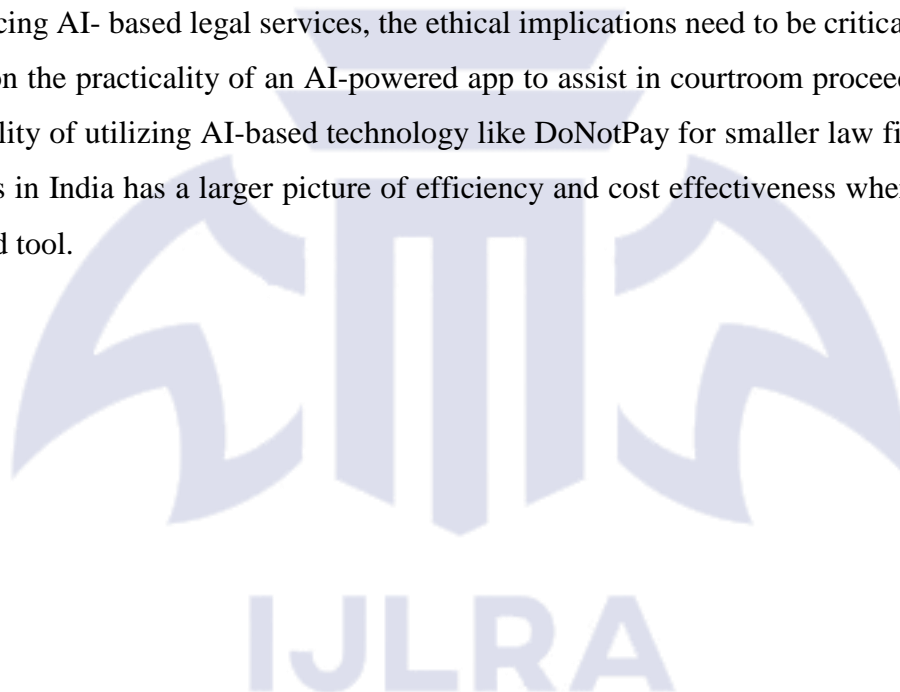 cing AI- based legal services, the ethical implications need to be critica
on the practicality of an AI-powered app to assist in courtroom proceed
lity of utilizing AI-based technology like DoNotPay for smaller law fi
s in India has a larger picture of efficiency and cost effectiveness whe
d tool.
IJLRA